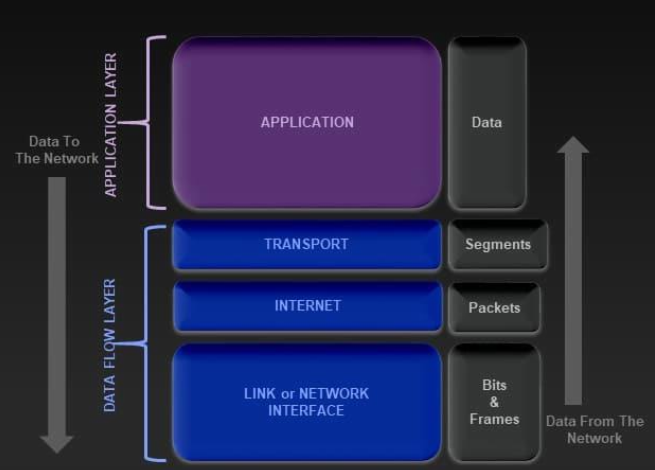 APPLICATION LAYER
APPLICATION
Data
Data To
The Network
TRANSPORT
Segments
DATA FLOW LAYER
INTERNET
Packets
LINK or NETWORK
INTERFACE
Bits
&
Frames
Data From The
Network